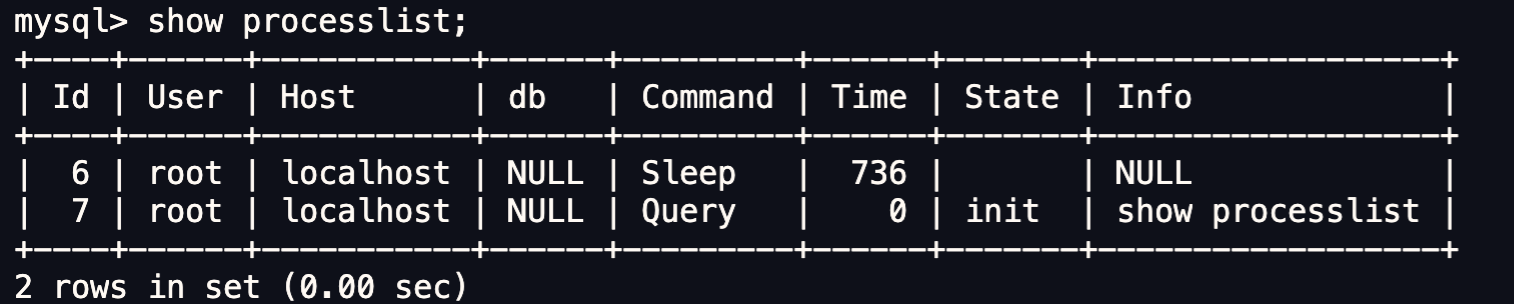 mysql> show processlist;
+----+------+-----------+------+---------+------+-------+------------------+
| Id | User | Host      | db   | Command | Time | State | Info             |
+----+------+-----------+------+---------+------+-------+------------------+
|  6 | root | localhost | NULL | Sleep   |  736 |       | NULL             |
|  7 | root | localhost | NULL | Query   |    0 | init  | show processlist |
+----+------+-----------+------+---------+------+-------+------------------+
2 rows in set (0.00 sec)